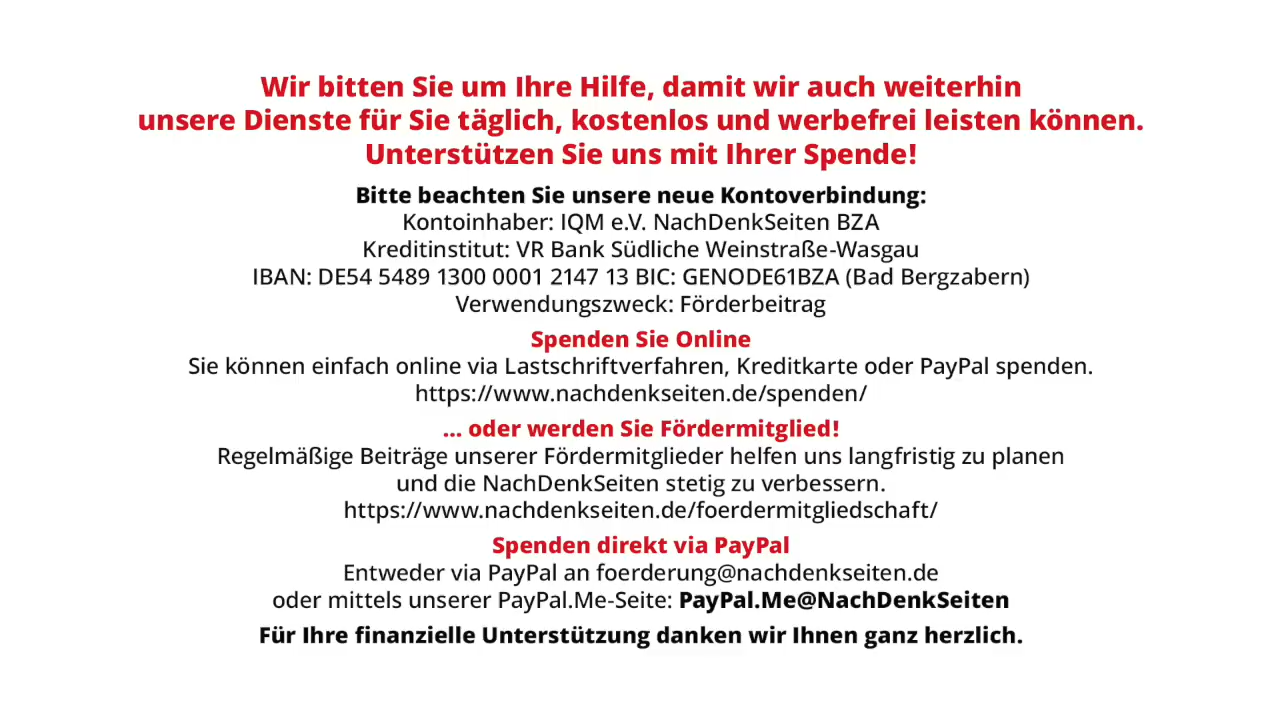 Wir bitten Sie um Ihre Hilfe, damit wir auch weiterhin
unsere Dienste für Sie täglich, kostenlos und werbefrei leisten können.
Unterstützen Sie uns mit Ihrer Spende!
Bitte beachten Sie unsere neue Kontoverbindung:
Kontoinhaber: IQM e.V. NachDenkSeiten BZA
Kreditinstitut: VR Bank Südliche Weinstraße-Wasgau
IBAN: DE54 5489 1300 0001 2147 13 BIC: GENODE61BZA (Bad Bergzabern)
Verwendungszweck: Förderbeitrag
Spenden Sie Online
Sie können einfach online via Lastschriftverfahren, Kreditkarte oder PayPal spenden.
https://www.nachdenkseiten.de/spenden/
... oder werden Sie Fördermitglied!
Regelmäßige Beiträge unserer Fördermitglieder helfen uns langfristig zu planen
und die NachDenkSeiten stetig zu verbessern.
https://www.nachdenkseiten.de/foerdermitgliedschaft/
Spenden direkt via PayPal
Entweder via PayPal an foerderung@nachdenkseiten.de
oder mittels unserer PayPal.Me-Seite: PayPal.Me@NachDenkSeiten
Für Ihre finanzielle Unterstützung danken wir Ihnen ganz herzlich.